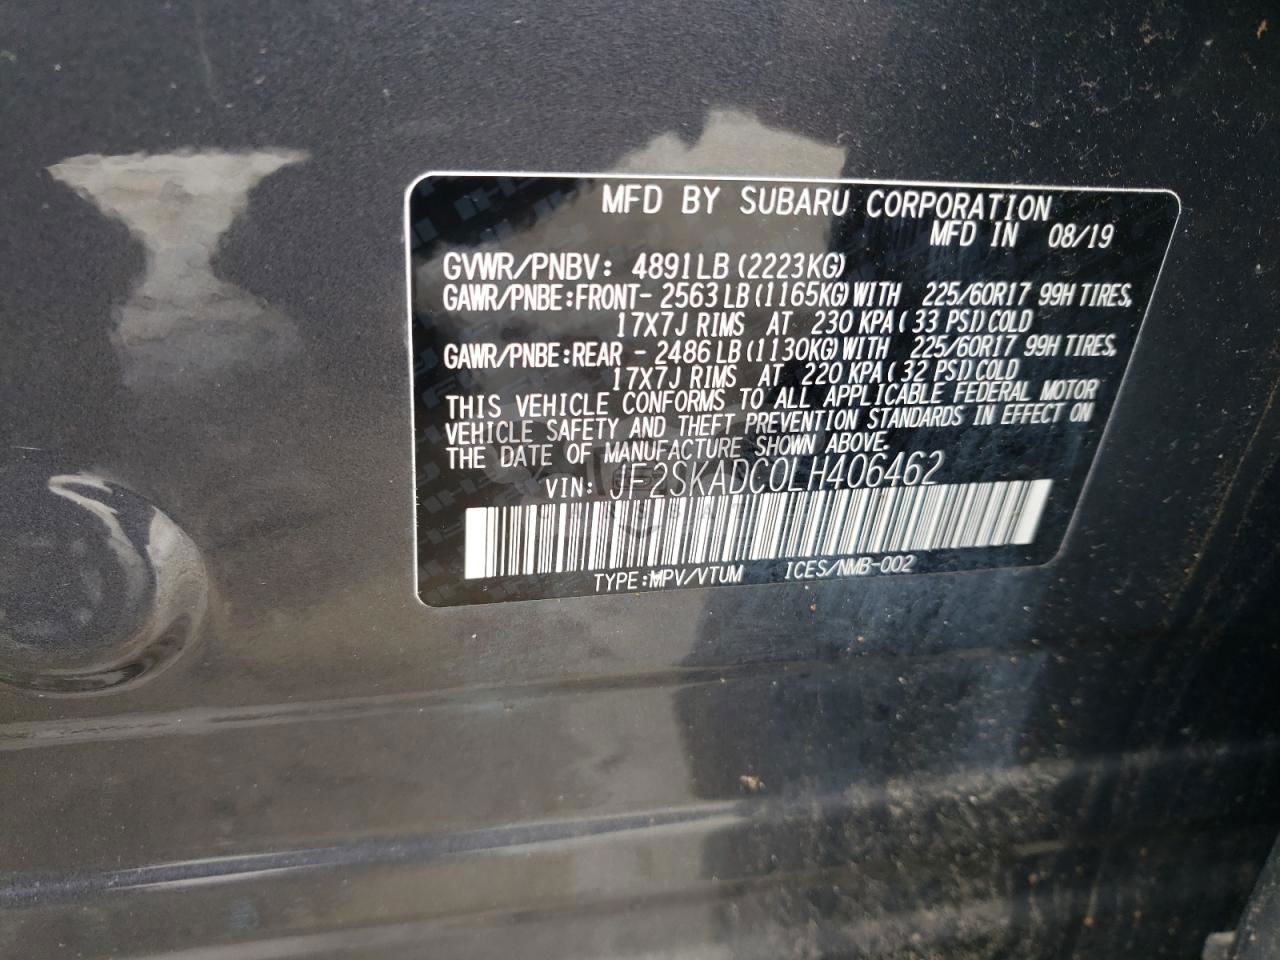 MFD BY SUBARU CORPORATION
MFD IN 08/19
GVWR/PNBV: 4891LB (2223KG)
GAWR/PNBE:FRONT- 2563 LB (1165KG) WITH 225/60R17 99H TIRES,
17X7J RIMS AT 230 KPA ( 33 PSI) COLD
GAWR/PNBE:REAR - 2486 LB (1130KG) WITH 225/60R17 99H TIRES,
17X7J RIMS AT 220 KPA ( 32 PSI) COLD
THIS VEHICLE CONFORMS TO ALL APPLICABLE FEDERAL MOTOR
VEHICLE SAFETY AND THEFT PREVENTION STANDARDS IN EFFECT ON
THE DATE OF MANUFACTURE SHOWN ABOVE.
VIN: JF2SKADC0LH406462
TYPE:MPV/VTUM ICES/NMB-002